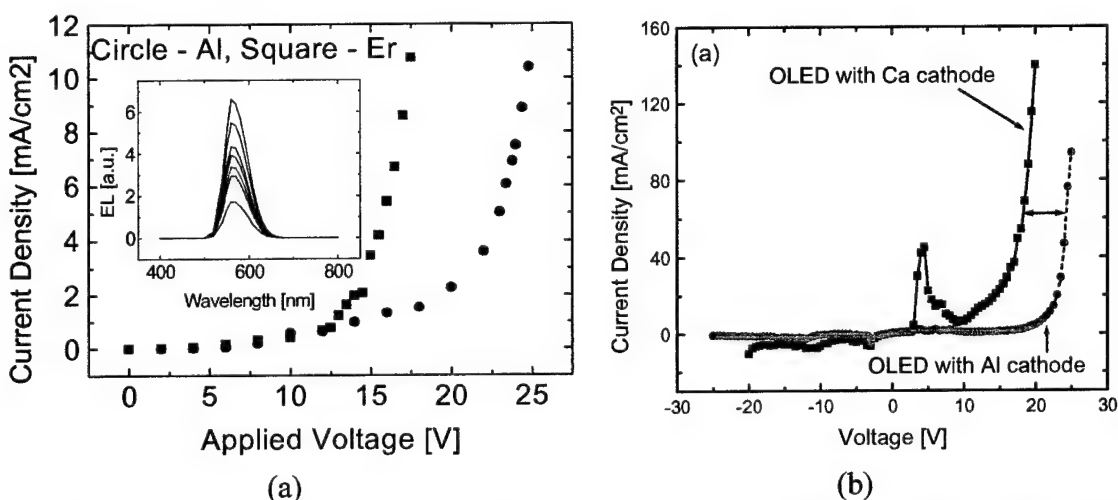 Circle - Al, Square - Er
Current Density [mA/cm2]
12
10
8
6
4
2
0
0 5 10 15 20 25
Applied Voltage [V]
EL [a.u.]
6
4
2
0
400 600 800
Wavelength [nm]
(a)
(a)
OLED with Ca cathode
OLED with Al cathode
Current Density [mA/cm²]
160
120
80
40
0
-40
-30 -20 -10 0 10 20 30
Voltage [V]
(b)